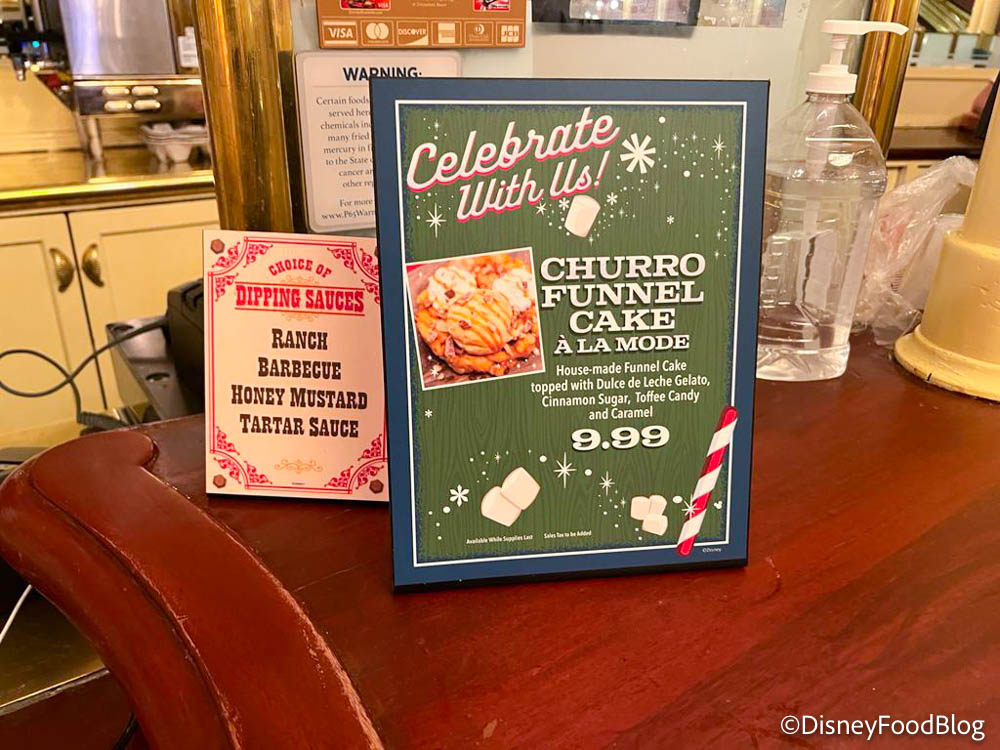 VISA
DISCOVER
JCB
WARNING:
Certain foods
served here
chemicals in
many fried
mercury in
to the State
cancer an
other re
For more
www.P65War
CHOICE OF
DIPPING SAUCES
RANCH
BARBECUE
HONEY MUSTARD
TARTAR SAUCE
Celebrate
With Us!
CHURRO
FUNNEL
CAKE
À LA MODE
House-made Funnel Cake
topped with Dulce de Leche Gelato,
Cinnamon Sugar, Toffee Candy
and Caramel
9.99
Available While Supplies Last Sales Tax to be Added
©Disney
©DisneyFoodBlog